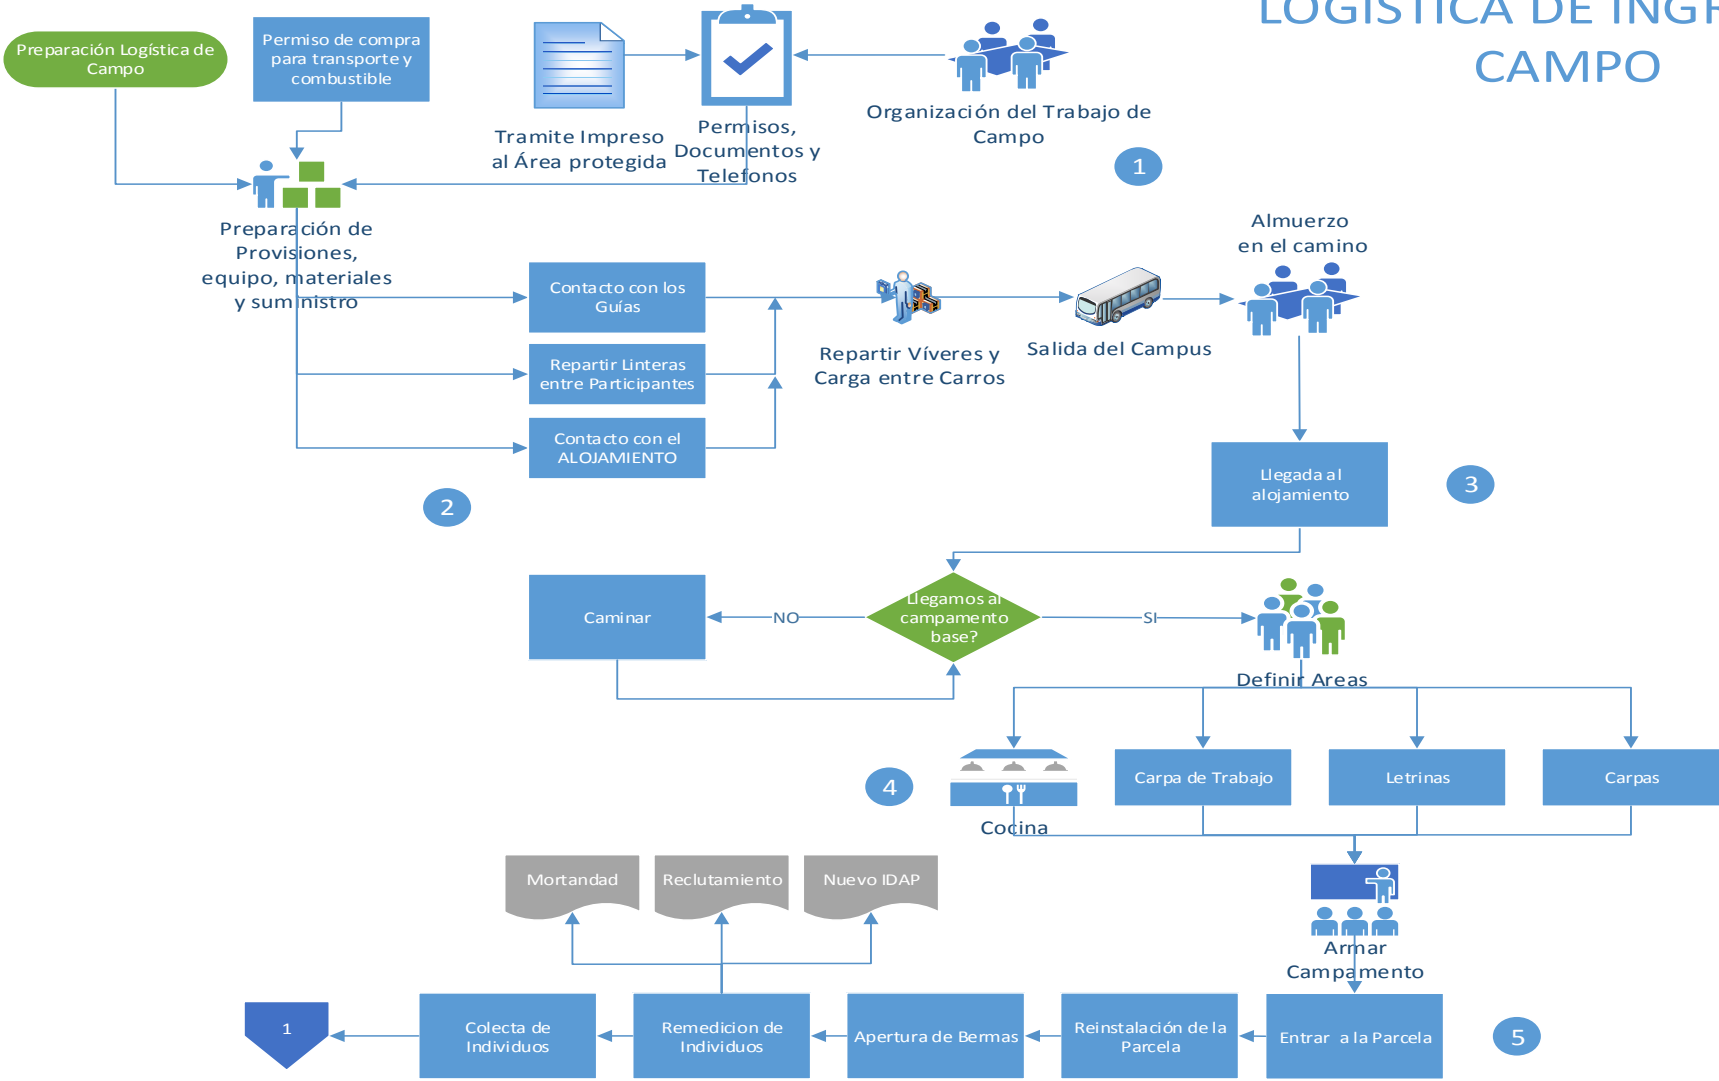 LOGISTICA DE INGR
CAMPO
Preparación Logística de
Campo
Permiso de compra
para transporte y
combustible
Tramite Impreso
al Área protegida
Permisos,
Documentos y
Telefonos
Organización del Trabajo de
Campo
1
Preparación de
Provisiones,
equipo, materiales
y suministro
Contacto con los
Guías
Repartir Linteras
entre Participantes
Contacto con el
ALOJAMIENTO
2
Repartir Víveres y
Carga entre Carros
Salida del Campus
Almuerzo
en el camino
Llegada al
alojamiento
3
Llegamos al
campamento
base?
NO
SI
Caminar
Definir Areas
4
Cocina
Carpa de Trabajo
Letrinas
Carpas
Armar
Campamento
Mortandad
Reclutamiento
Nuevo IDAP
1
Colecta de
Individuos
Remedicion de
Individuos
Apertura de Bermas
Reinstalación de la
Parcela
Entrar a la Parcela
5